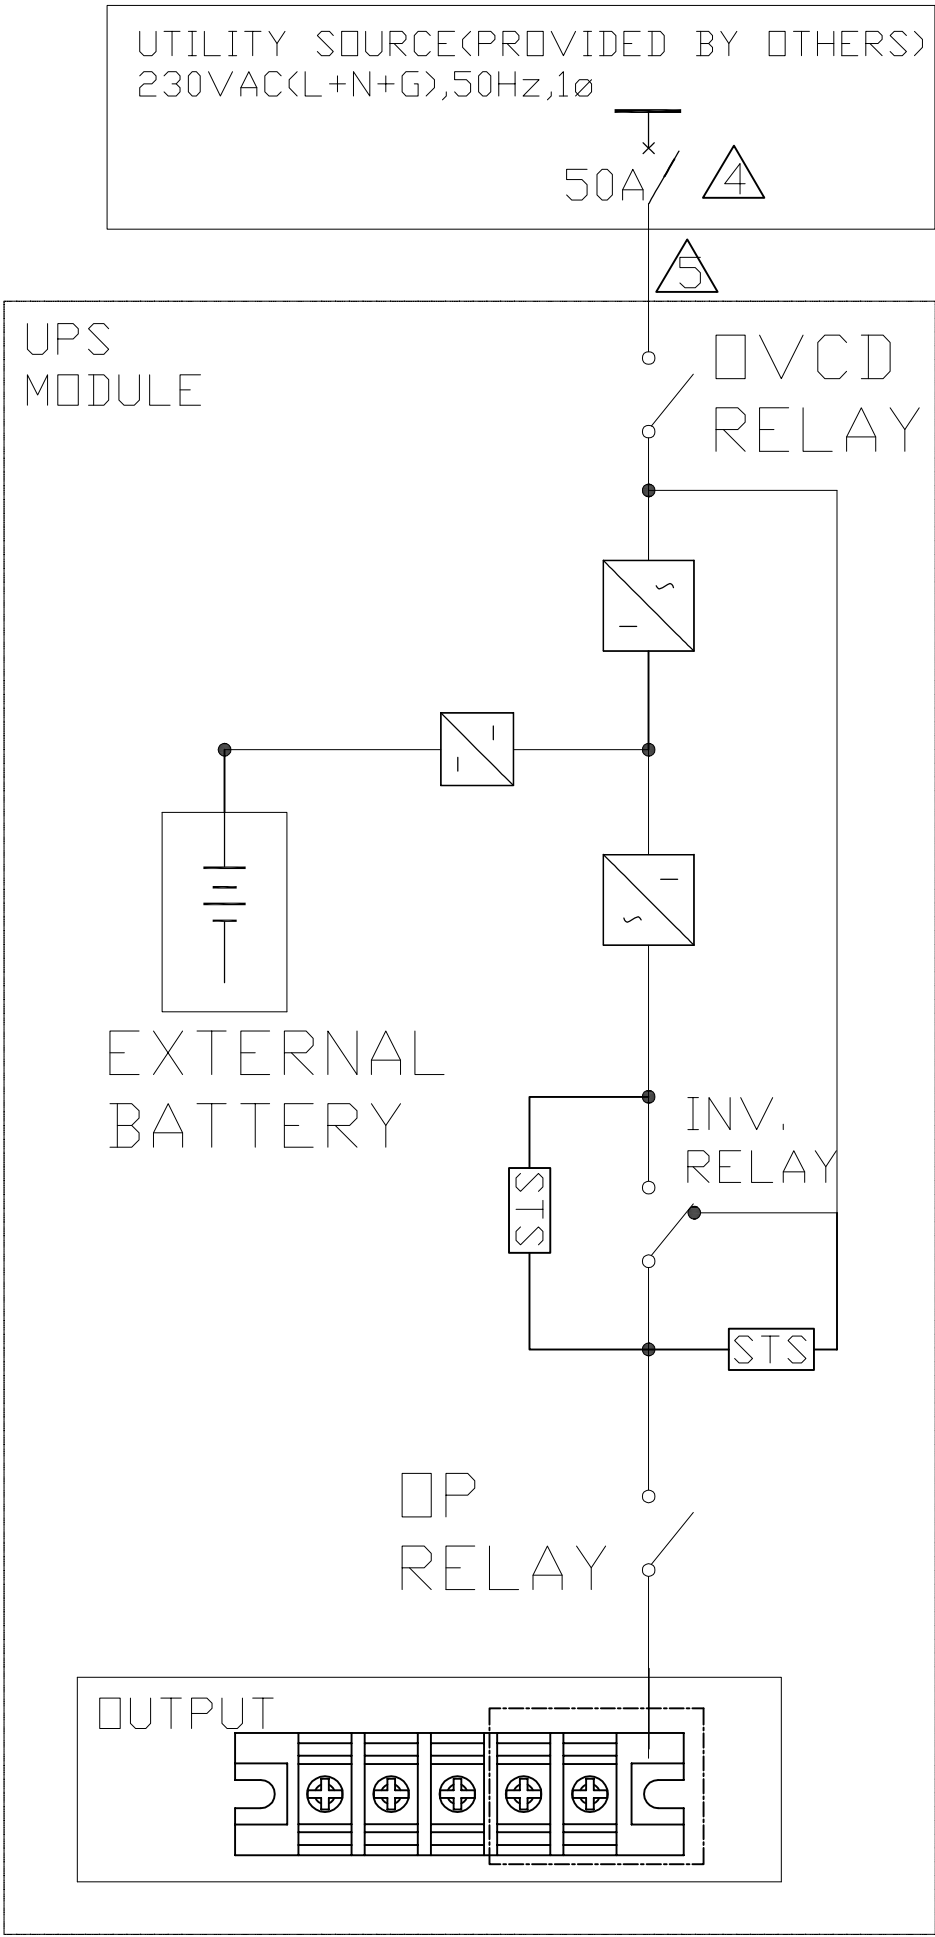 UTILITY SOURCE(PROVIDED BY OTHERS)
230VAC(L+N+G),50Hz,1ø
50A
4
5
UPS
MODULE
OVCD
RELAY
EXTERNAL
BATTERY
INV.
RELAY
STS
STS
OP
RELAY
OUTPUT